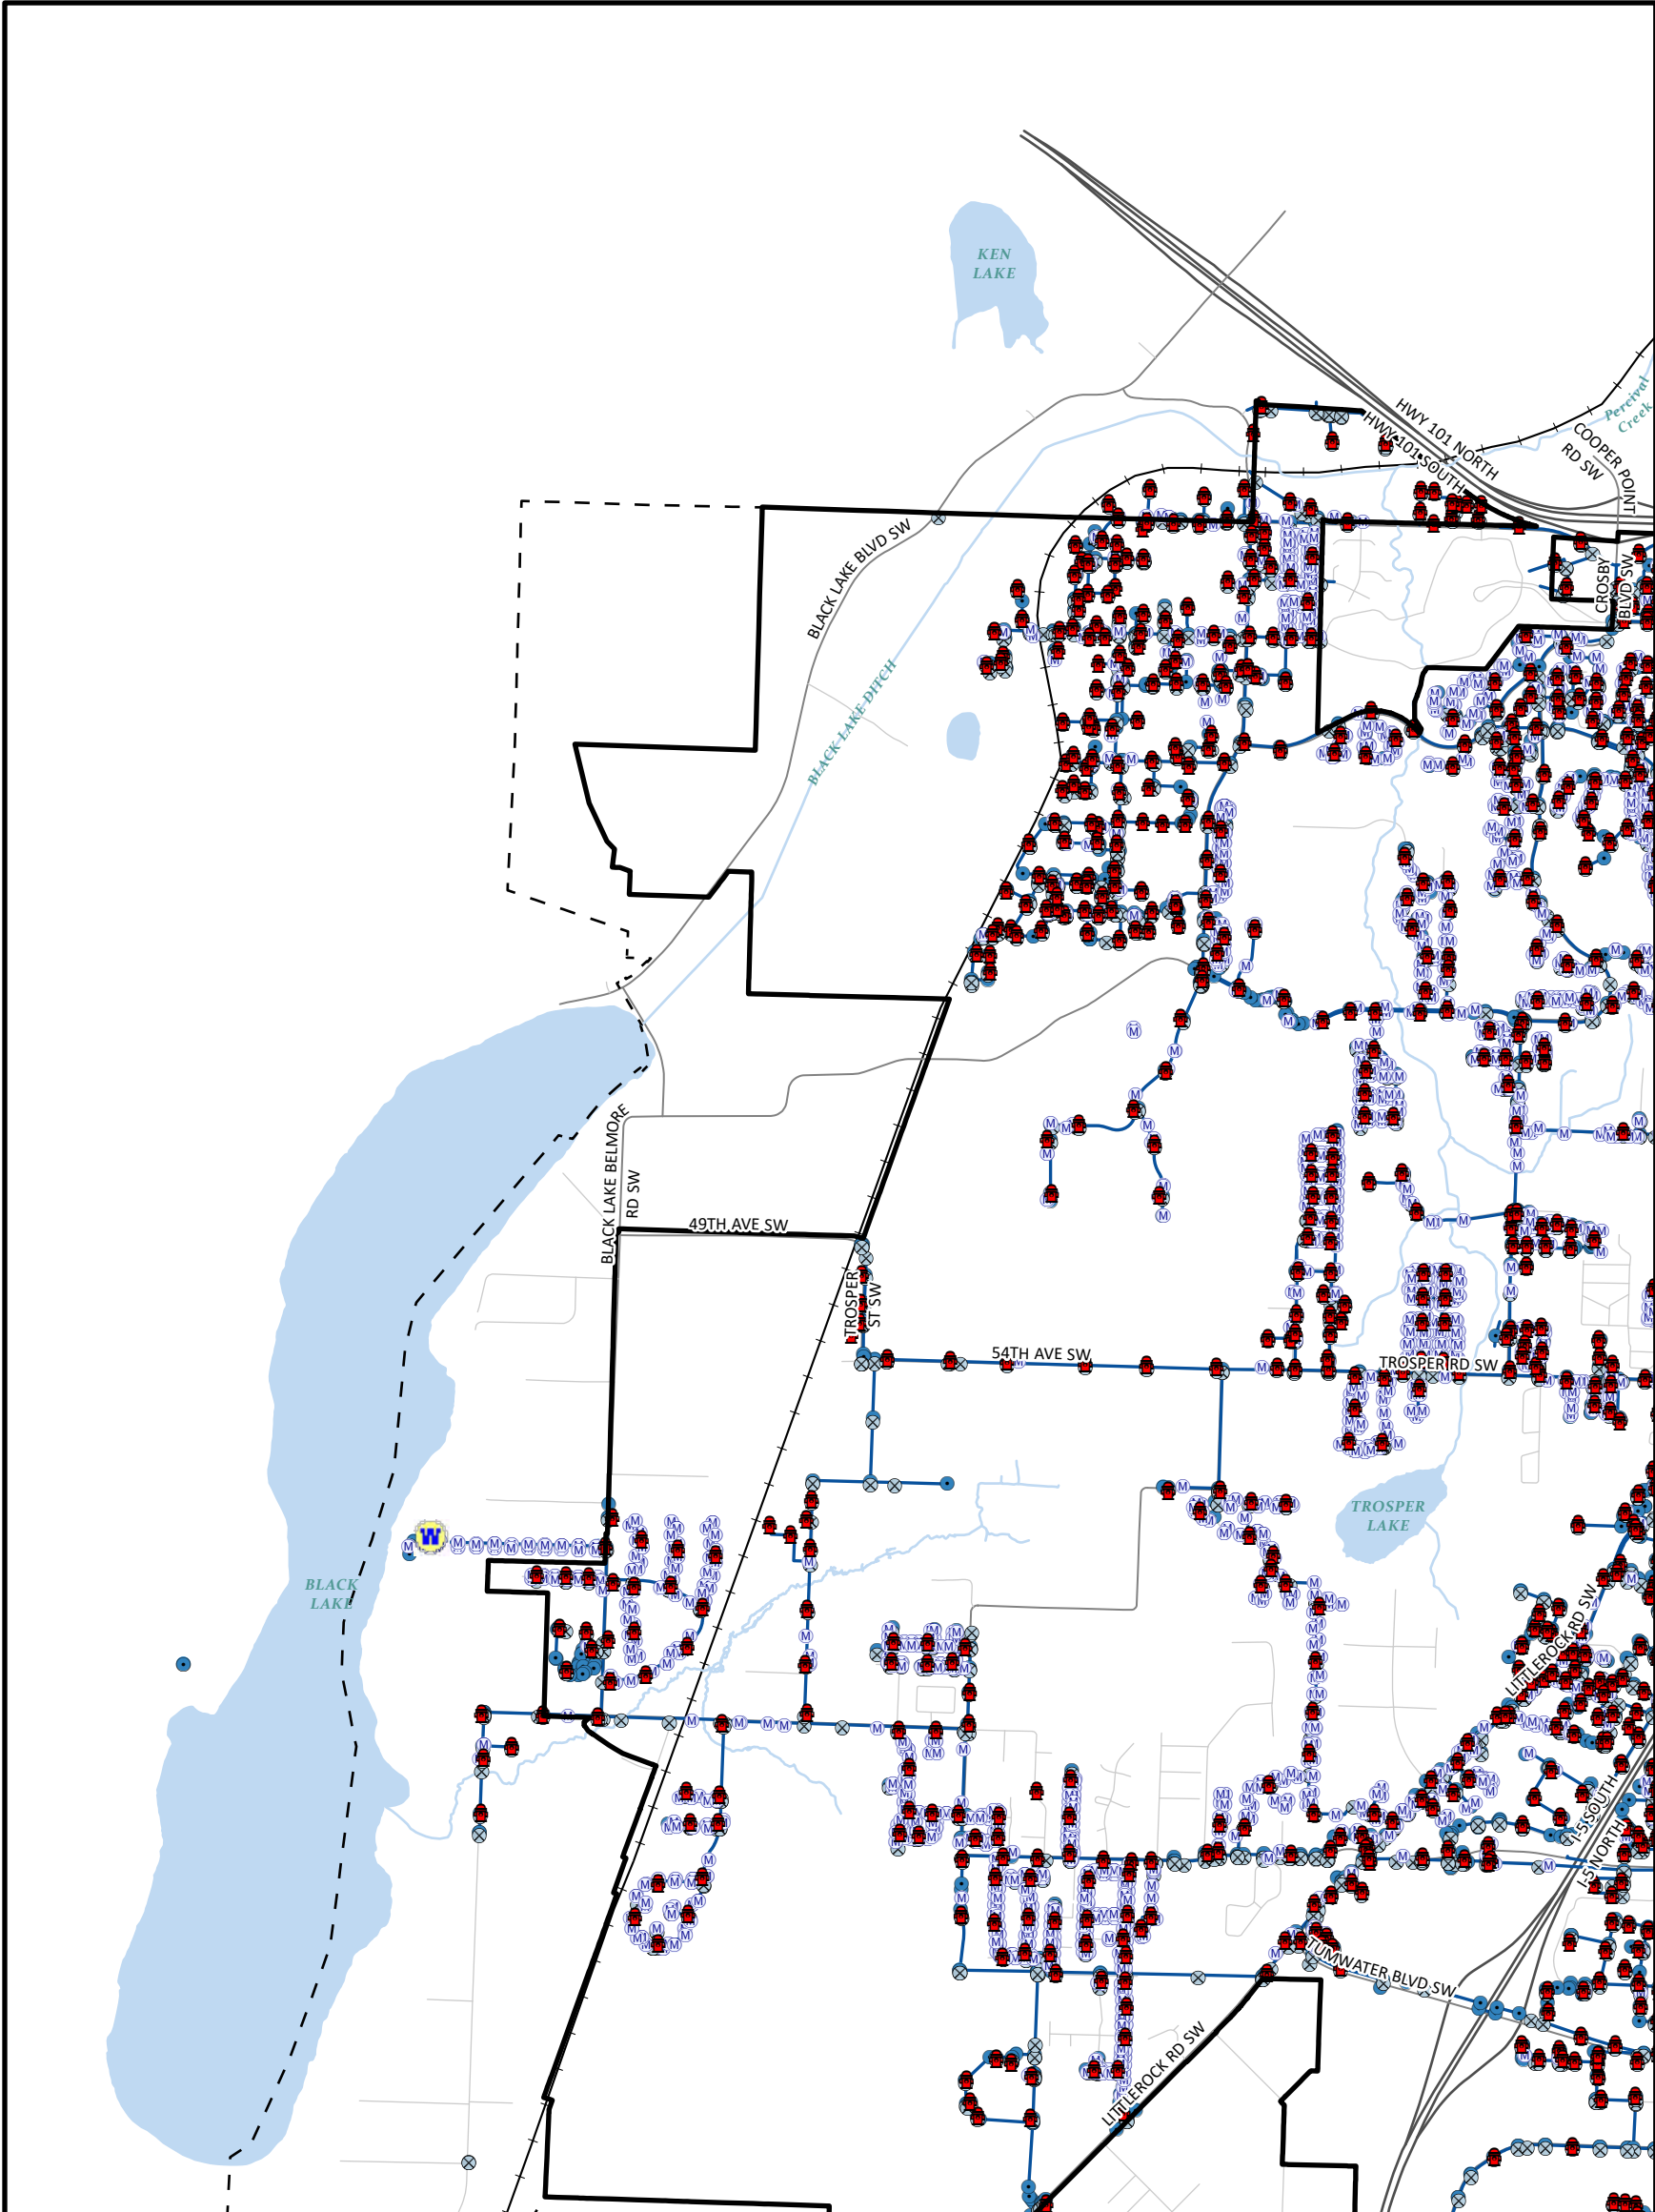 KEN
LAKE
HWY 101 NORTH
HWY 101 SOUTH
Percival
Creek
COOPER POINT
RD SW
BLACK LAKE BLVD SW
CROSBY
BLVD SW
BLACK LAKE DITCH
BLACK LAKE BELMORE
RD SW
49TH AVE SW
TROSPER
ST SW
54TH AVE SW
TROSPER RD SW
TROSPER
LAKE
W
BLACK
LAKE
LITTLEROCK RD SW
I-5 SOUTH
I-5 NORTH
TUMWATER BLVD SW
LITTLEROCK RD SW